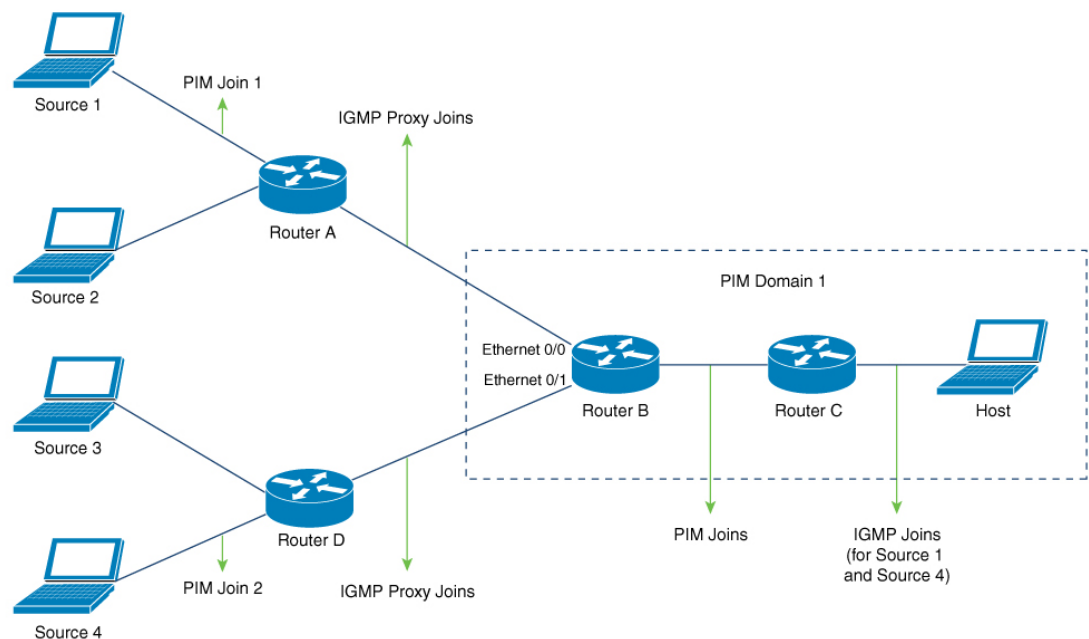 Source 1
PIM Join 1
IGMP Proxy Joins
Router A
Source 2
PIM Domain 1
Ethernet 0/0
Ethernet 0/1
Router B
Router C
Host
Source 3
Router D
PIM Joins
IGMP Joins
(for Source 1
and Source 4)
PIM Join 2
IGMP Proxy Joins
Source 4